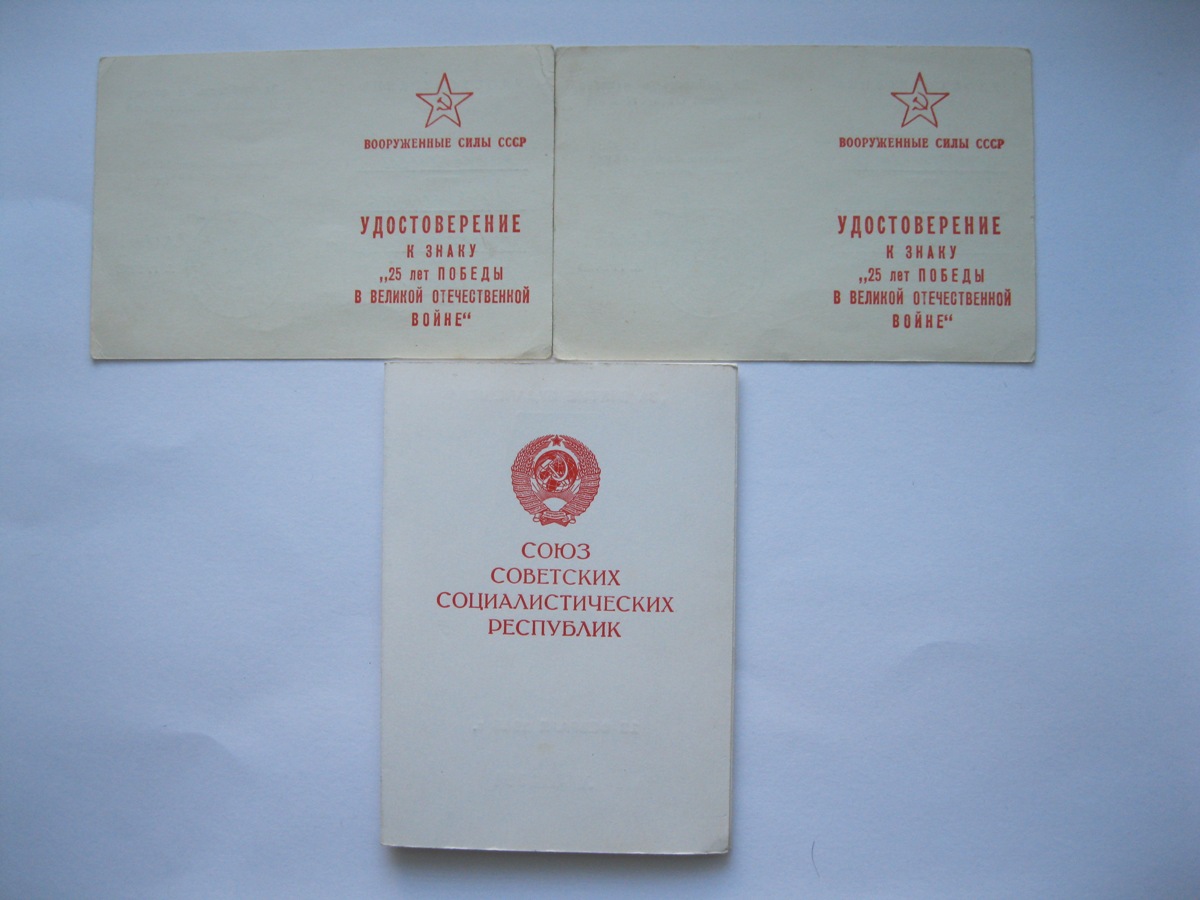 ВООРУЖЕННЫЕ СИЛЫ СССР
УДОСТОВЕРЕНИЕ
К ЗНАКУ
„25 лет ПОБЕДЫ
В ВЕЛИКОЙ ОТЕЧЕСТВЕННОЙ
ВОЙНЕ“
ВООРУЖЕННЫЕ СИЛЫ СССР
УДОСТОВЕРЕНИЕ
К ЗНАКУ
„25 лет ПОБЕДЫ
В ВЕЛИКОЙ ОТЕЧЕСТВЕННОЙ
ВОЙНЕ“
СОЮЗ
СОВЕТСКИХ
СОЦИАЛИСТИЧЕСКИХ
РЕСПУБЛИК